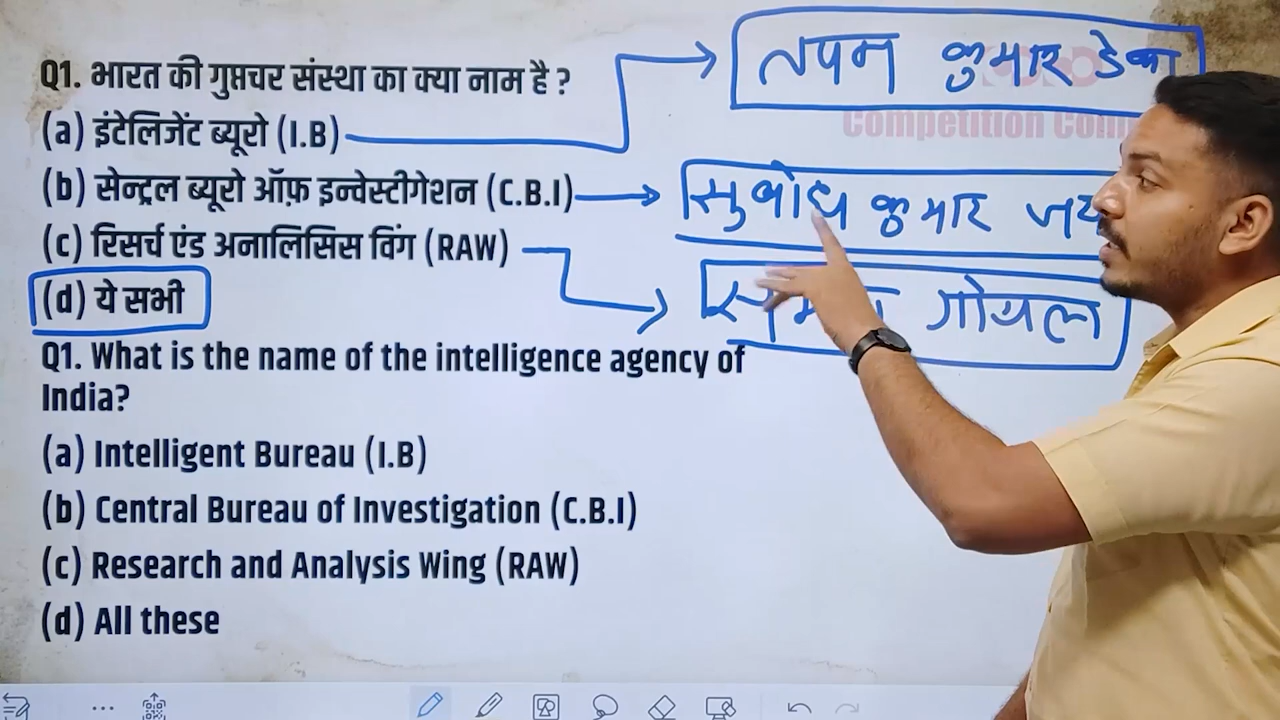 Q1. भारत की गुप्तचर संस्था का क्या नाम है ?
(a) इंटेलिजेंट ब्यूरो (I.B)
(b) सेन्ट्रल ब्यूरो ऑफ़ इन्वेस्टीगेशन (C.B.I)
(c) रिसर्च एंड अनालिसिस विंग (RAW)
(d) ये सभी
तपन कुमार डेका
Competition
सुबोध कुमार
गोयल
Q1. What is the name of the intelligence agency of
India?
(a) Intelligent Bureau (I.B)
(b) Central Bureau of Investigation (C.B.I)
(c) Research and Analysis Wing (RAW)
(d) All these